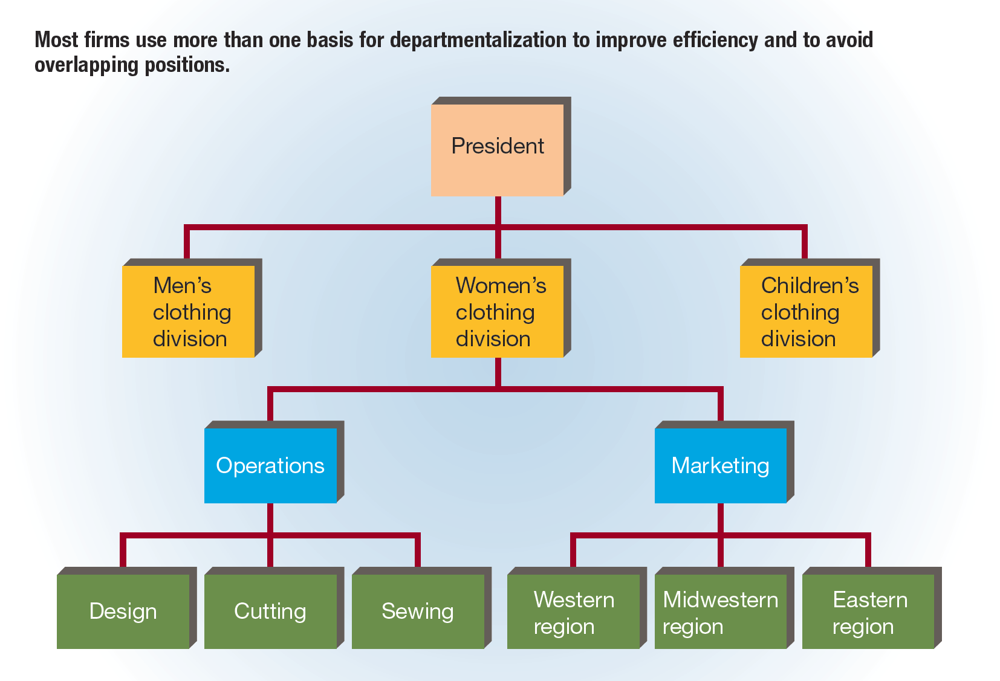 Most firms use more than one basis for departmentalization to improve efficiency and to avoid
overlapping positions.
President
Men’s
clothing
division
Women’s
clothing
division
Children’s
clothing
division
Operations
Marketing
Design
Cutting
Sewing
Western
region
Midwestern
region
Eastern
region